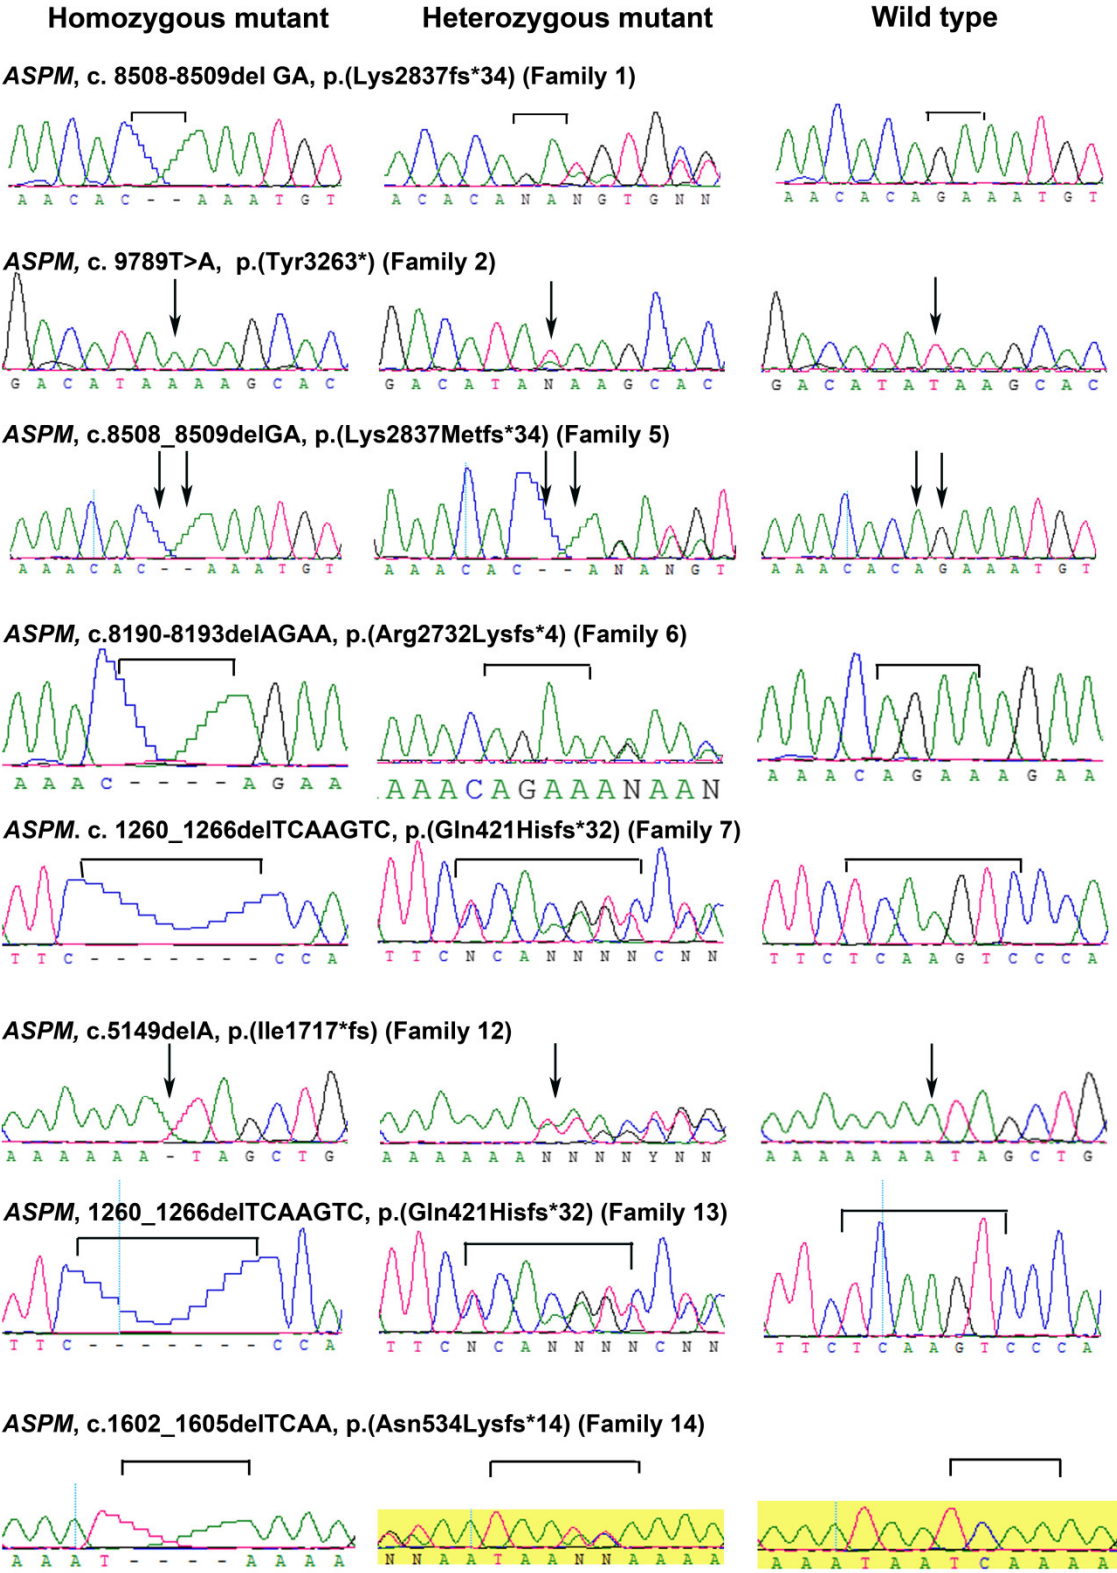 Homozygous mutant Heterozygous mutant Wild type
ASPM, c. 8508-8509del GA, p.(Lys2837fs*34) (Family 1)
A A C A C - - A A A T G T A C A C A N A N G T G N N A A C A C A G A A A T G T
ASPM, c. 9789T>A, p.(Tyr3263*) (Family 2)
G A C A T A A A A G C A C G A C A T A N A A G C A C G A C A T A T A A G C A C
ASPM, c.8508_8509delGA, p.(Lys2837Metfs*34) (Family 5)
A A A C A C - - A A A T G T A A A C A C - - A N A N G T A A A C A C A G A A A T G T
ASPM, c.8190-8193delAGAA, p.(Arg2732Lysfs*4) (Family 6)
A A A C - - - - A G A A A A A C A G A A A N A A N A A A C A G A A A G A A
ASPM. c. 1260_1266delTCAAGTC, p.(Gln421Hisfs*32) (Family 7)
T T C - - - - - - - C C A T T C N C A N N N N C N N T T C T C A A G T C C C A
ASPM, c.5149delA, p.(Ile1717*fs) (Family 12)
A A A A A A - T A G C T G A A A A A A N N N N Y N N A A A A A A A T A G C T G
ASPM, 1260_1266delTCAAGTC, p.(Gln421Hisfs*32) (Family 13)
T T C - - - - - - - C C A T T C N C A N N N N C N N T T C T C A A G T C C C A
ASPM, c.1602_1605delTCAA, p.(Asn534Lysfs*14) (Family 14)
A A A T - - - - A A A A N N A A T A A N N A A A A A A A T A A T C A A A A